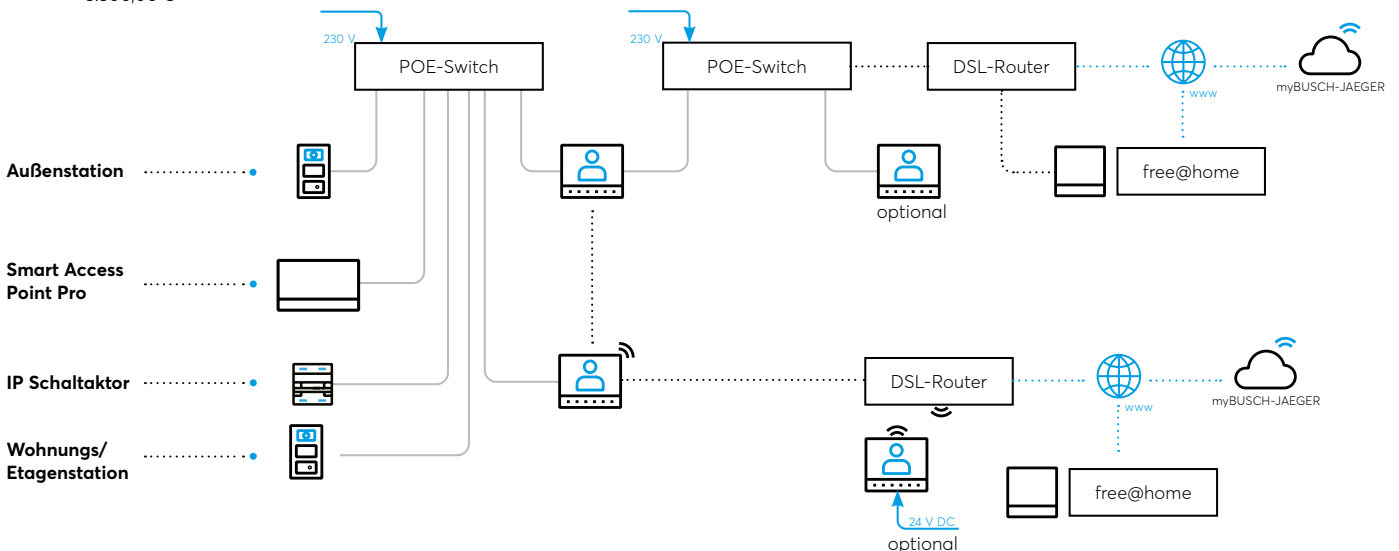 230 V
230 V
POE-Switch
POE-Switch
DSL-Router
www
myBUSCH-JAEGER
Außenstation
free@home
optional
Smart Access
Point Pro
IP Schaltaktor
DSL-Router
www
myBUSCH-JAEGER
Wohnungs/
Etagenstation
free@home
24 V DC
optional